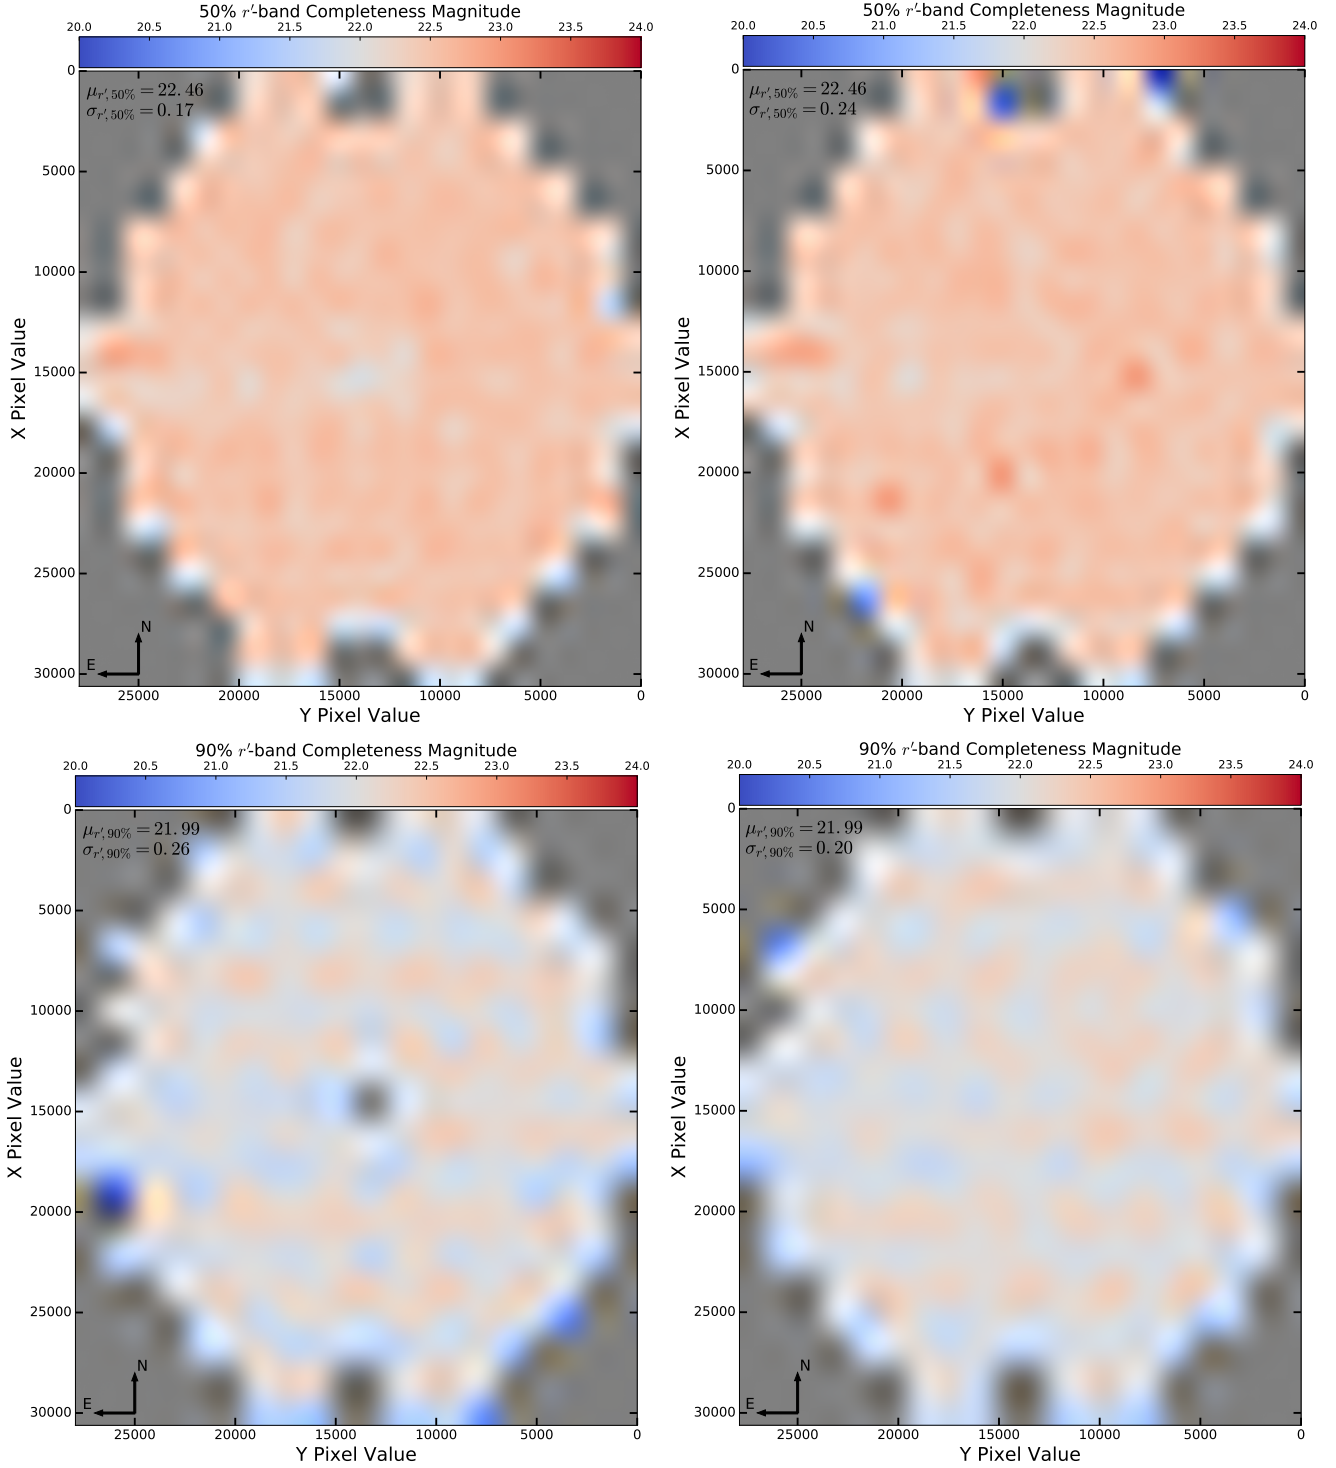 50% r′-band Completeness Magnitude
20.0 20.5 21.0 21.5 22.0 22.5 23.0 23.5 24.0
μr′,50% = 22.46
σr′,50% = 0.17
0
5000
10000
15000
20000
25000
30000
X Pixel Value
N
E
25000 20000 15000 10000 5000 0
Y Pixel Value
50% r′-band Completeness Magnitude
20.0 20.5 21.0 21.5 22.0 22.5 23.0 23.5 24.0
μr′,50% = 22.46
σr′,50% = 0.24
0
5000
10000
15000
20000
25000
30000
X Pixel Value
N
E
25000 20000 15000 10000 5000 0
Y Pixel Value
90% r′-band Completeness Magnitude
20.0 20.5 21.0 21.5 22.0 22.5 23.0 23.5 24.0
μr′,90% = 21.99
σr′,90% = 0.26
0
5000
10000
15000
20000
25000
30000
X Pixel Value
N
E
25000 20000 15000 10000 5000 0
Y Pixel Value
90% r′-band Completeness Magnitude
20.0 20.5 21.0 21.5 22.0 22.5 23.0 23.5 24.0
μr′,90% = 21.99
σr′,90% = 0.20
0
5000
10000
15000
20000
25000
30000
X Pixel Value
N
E
25000 20000 15000 10000 5000 0
Y Pixel Value